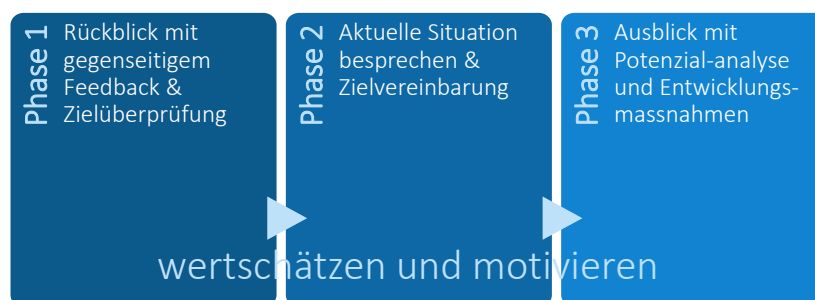 Phase 1
Rückblick mit
gegenseitigem
Feedback &
Zielüberprüfung
Phase 2
Aktuelle Situation
besprechen &
Zielvereinbarung
Phase 3
Ausblick mit
Potenzial-analyse
und Entwicklungs-
massnahmen
wertschätzen und motivieren